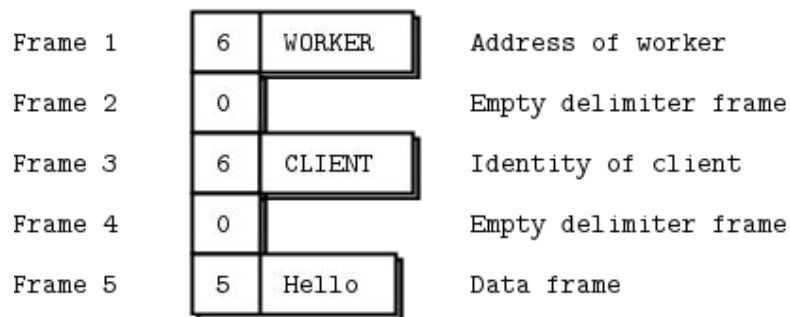 Frame 1 6 WORKER Address of worker
Frame 2 0 Empty delimiter frame
Frame 3 6 CLIENT Identity of client
Frame 4 0 Empty delimiter frame
Frame 5 5 Hello Data frame